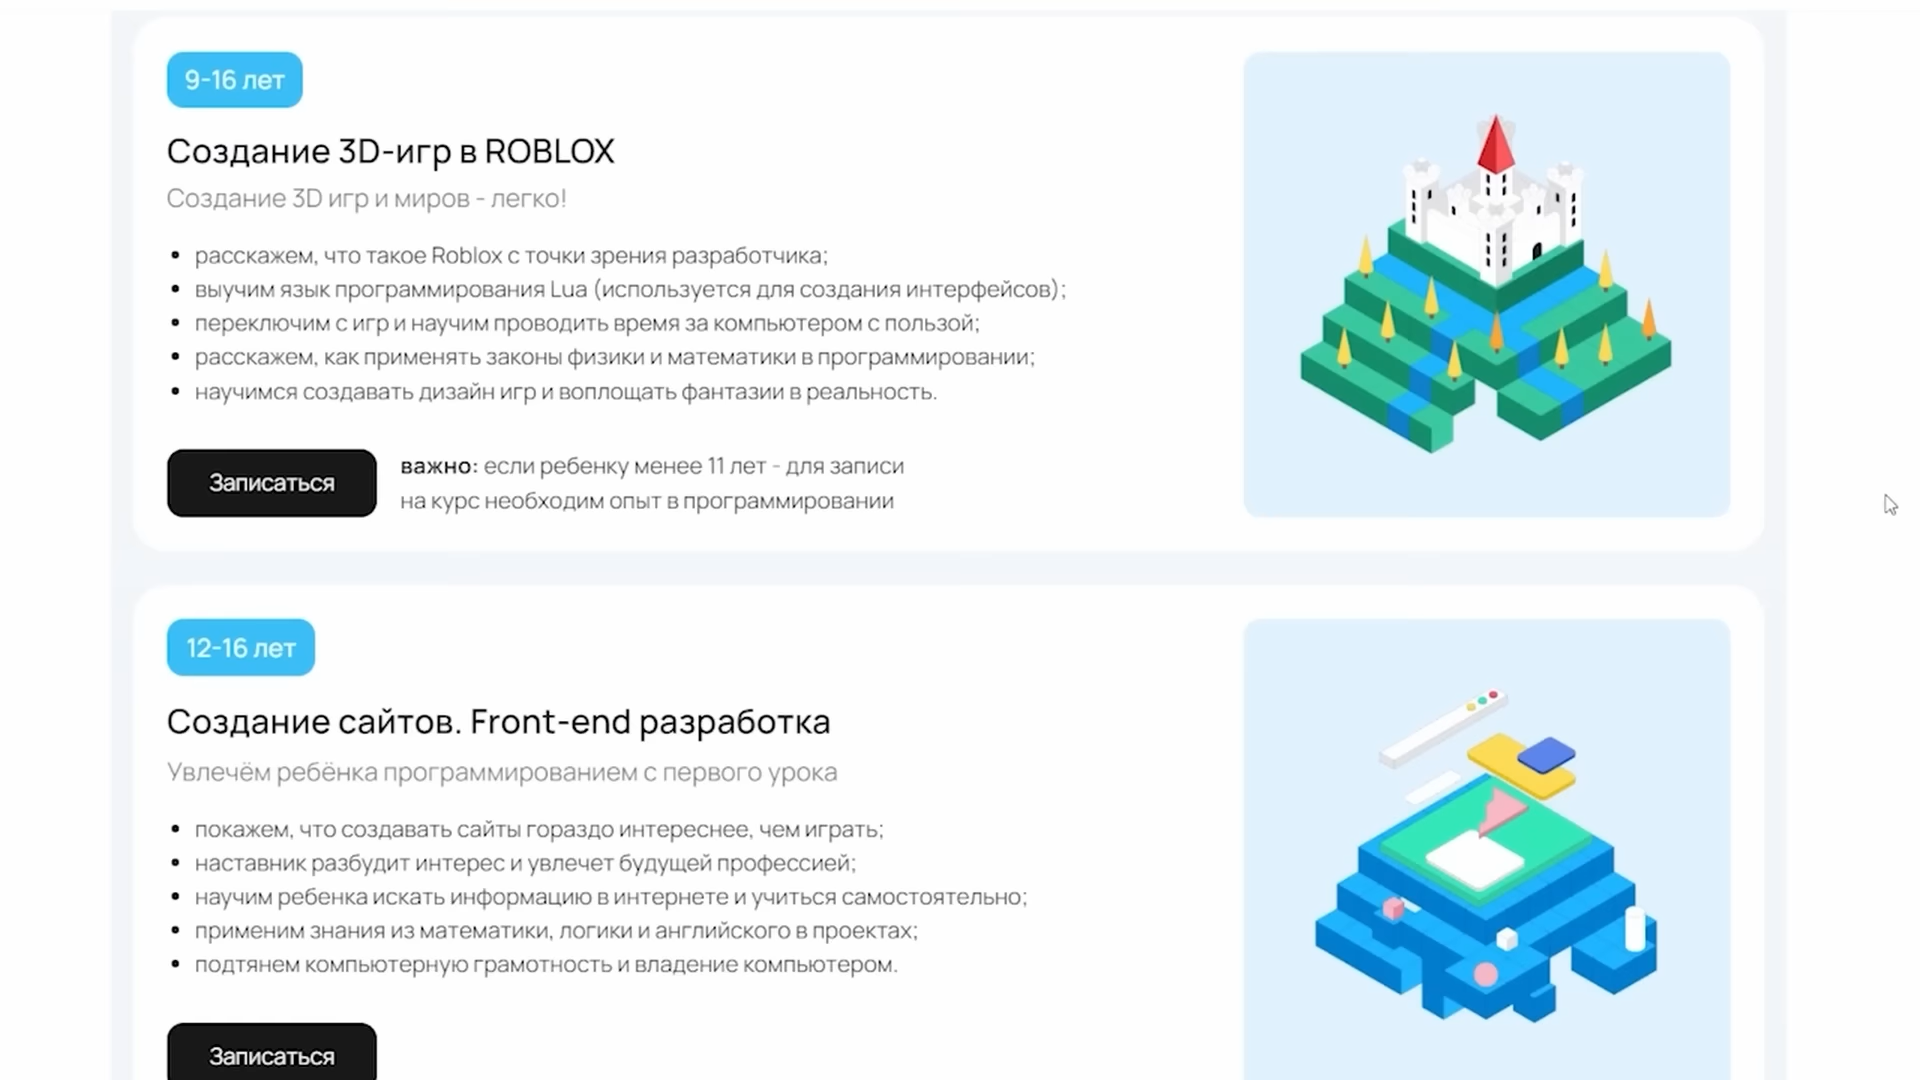 9-16 лет
Создание 3D-игр в ROBLOX
Создание 3D игр и миров - легко!
• расскажем, что такое Roblox с точки зрения разработчика;
• выучим язык программирования Lua (используется для создания интерфейсов);
• переключим с игр и научим проводить время за компьютером с пользой;
• расскажем, как применять законы физики и математики в программировании;
• научимся создавать дизайн игр и воплощать фантазии в реальность.
Записаться
важно: если ребенку менее 11 лет - для записи
на курс необходим опыт в программировании
12-16 лет
Создание сайтов. Front-end разработка
Увлечём ребёнка программированием с первого урока
• покажем, что создавать сайты гораздо интереснее, чем играть;
• наставник разбудит интерес и увлечет будущей профессией;
• научим ребенка искать информацию в интернете и учиться самостоятельно;
• применим знания из математики, логики и английского в проектах;
• подтянем компьютерную грамотность и владение компьютером.
Записаться